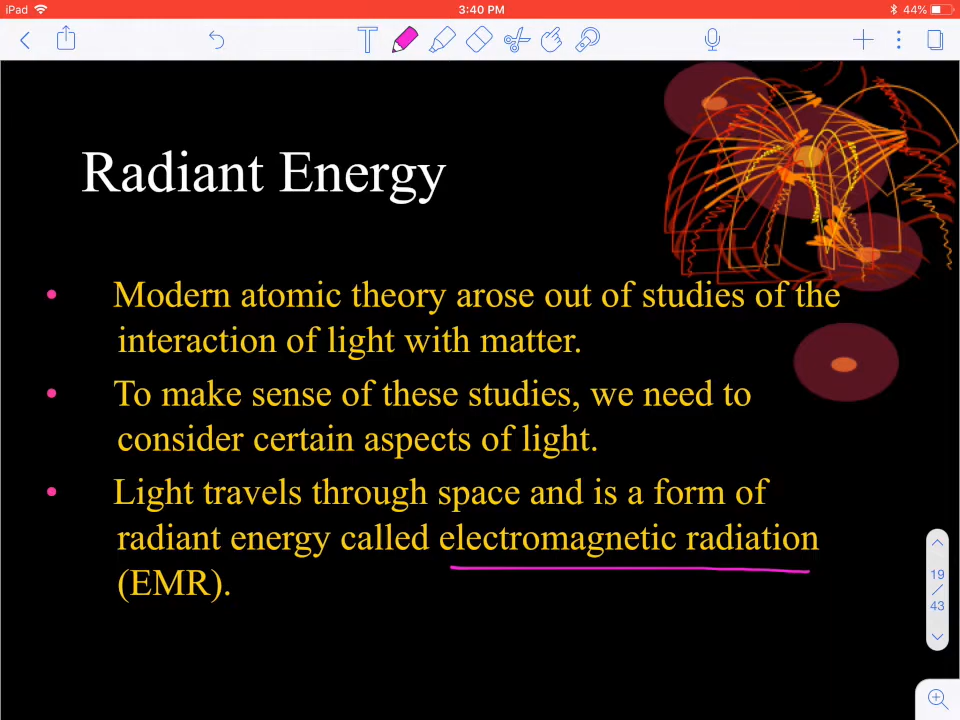 iPad 3:40 PM 44%
T
Radiant Energy
• Modern atomic theory arose out of studies of the
interaction of light with matter.
• To make sense of these studies, we need to
consider certain aspects of light.
• Light travels through space and is a form of
radiant energy called electromagnetic radiation
(EMR).
19
/
43